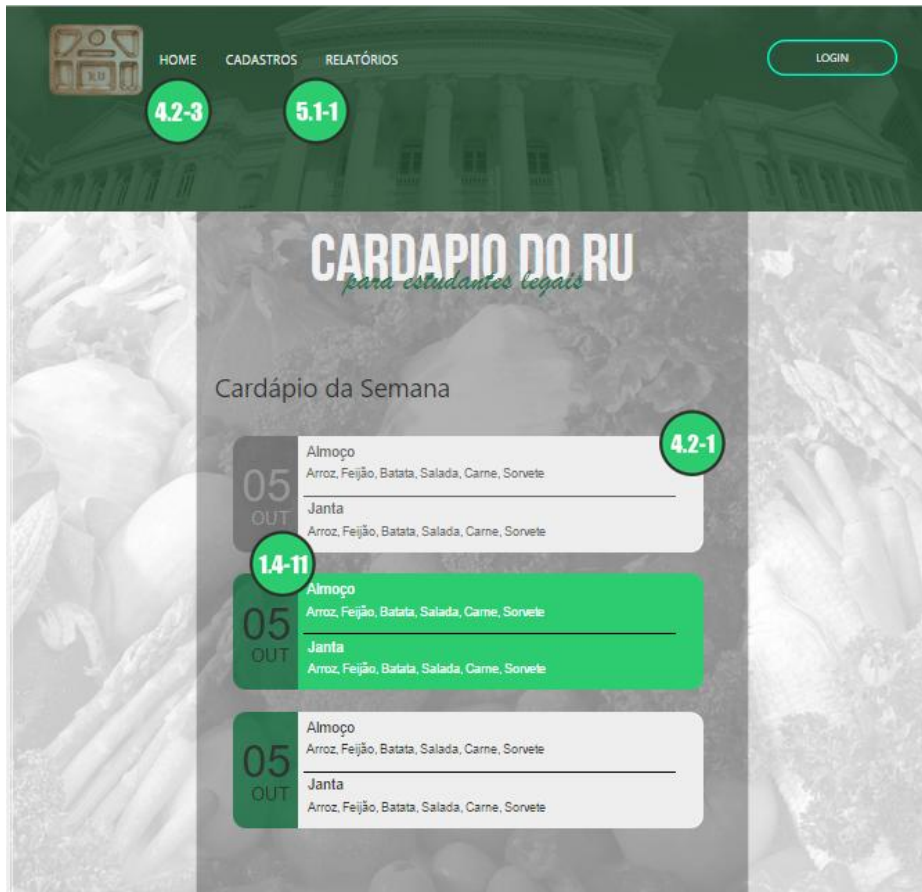 RU
HOME CADASTROS RELATÓRIOS LOGIN
4.2-3 5.1-1
CARDAPIO DO RU
para estudantes legais
Cardápio da Semana
4.2-1
05
OUT
Almoço
Arroz, Feijão, Batata, Salada, Carne, Sorvete
Janta
Arroz, Feijão, Batata, Salada, Carne, Sorvete
1.4-11
05
OUT
Almoço
Arroz, Feijão, Batata, Salada, Carne, Sorvete
Janta
Arroz, Feijão, Batata, Salada, Carne, Sorvete
05
OUT
Almoço
Arroz, Feijão, Batata, Salada, Carne, Sorvete
Janta
Arroz, Feijão, Batata, Salada, Carne, Sorvete